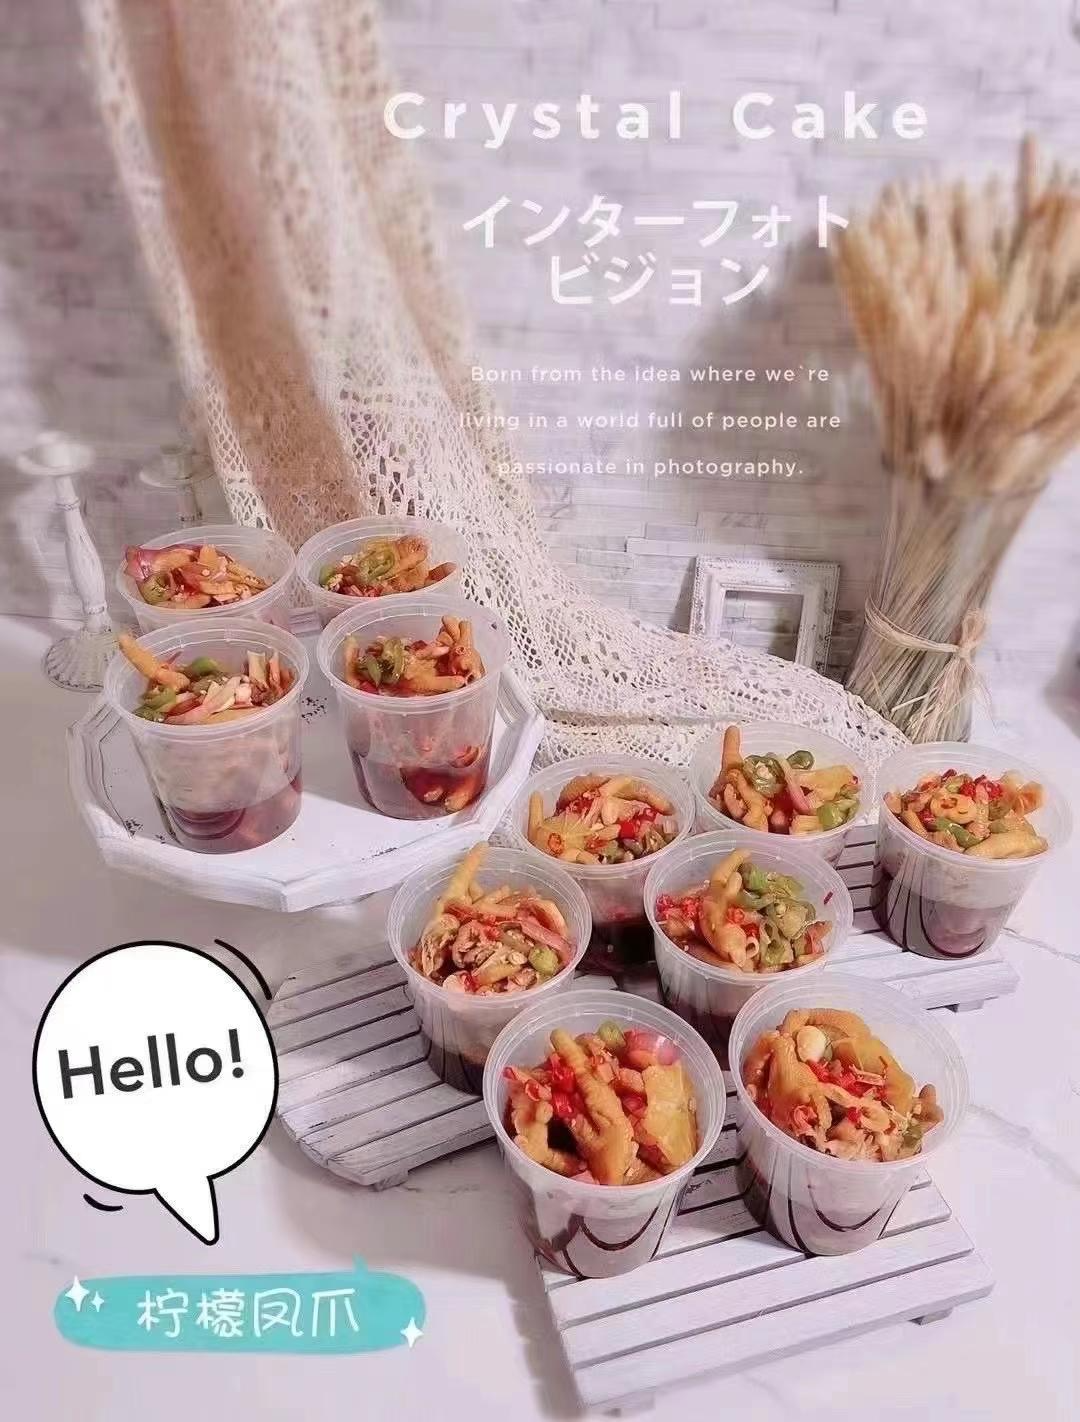 Crystal Cake
インターフォト
ビジョン
Born from the idea where we`re
living in a world full of people are
passionate in photography.
Hello!
柠檬凤爪